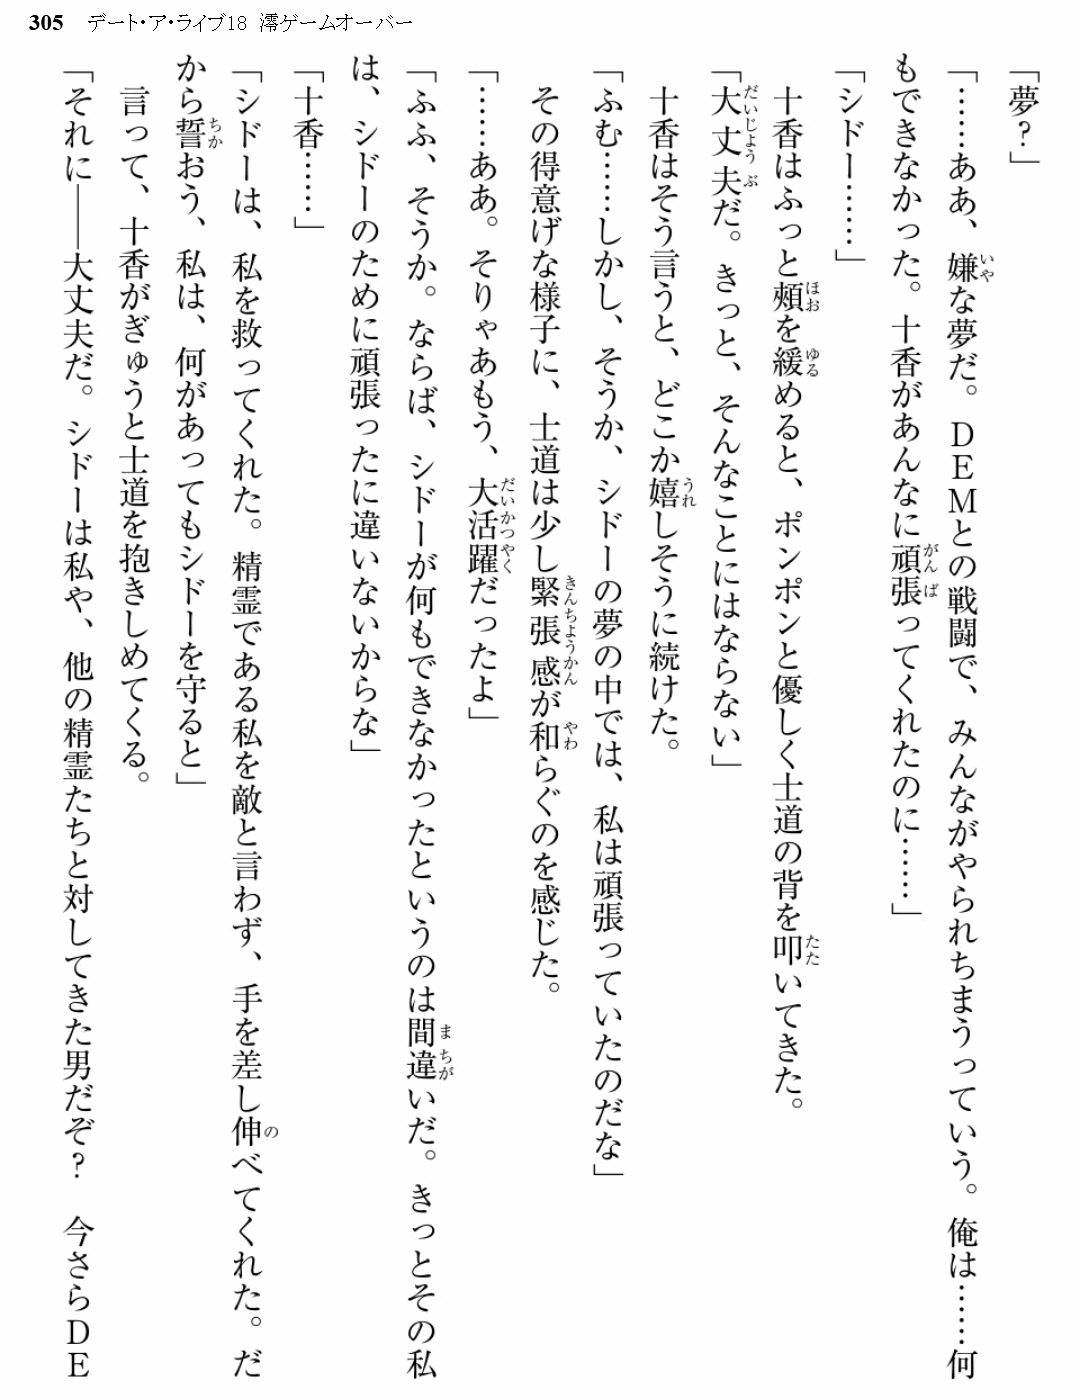 305　デート・ア・ライブ18 澪ゲームオーバー
「夢？」
「……ああ、嫌な夢だ。ＤＥＭとの戦闘で、みんながやられちまうっていう。俺は……何
もできなかった。十香があんなに頑張ってくれたのに……」
「シドー……」
十香はふっと頰を緩めると、ポンポンと優しく士道の背を叩いてきた。
「大丈夫だ。きっと、そんなことにはならない」
十香はそう言うと、どこか嬉しそうに続けた。
「ふむ……しかし、そうか、シドーの夢の中では、私は頑張っていたのだな」
その得意げな様子に、士道は少し緊張感が和らぐのを感じた。
「……ああ。そりゃあもう、大活躍だったよ」
「ふふ、そうか。ならば、シドーが何もできなかったというのは間違いだ。きっとその私
は、シドーのために頑張ったに違いないからな」
「十香……」
「シドーは、私を救ってくれた。精霊である私を敵と言わず、手を差し伸べてくれた。だ
から誓おう、私は、何があってもシドーを守ると」
言って、十香がぎゅうと士道を抱きしめてくる。
「それに――大丈夫だ。シドーは私や、他の精霊たちと対してきた男だぞ？　今さらＤＥ